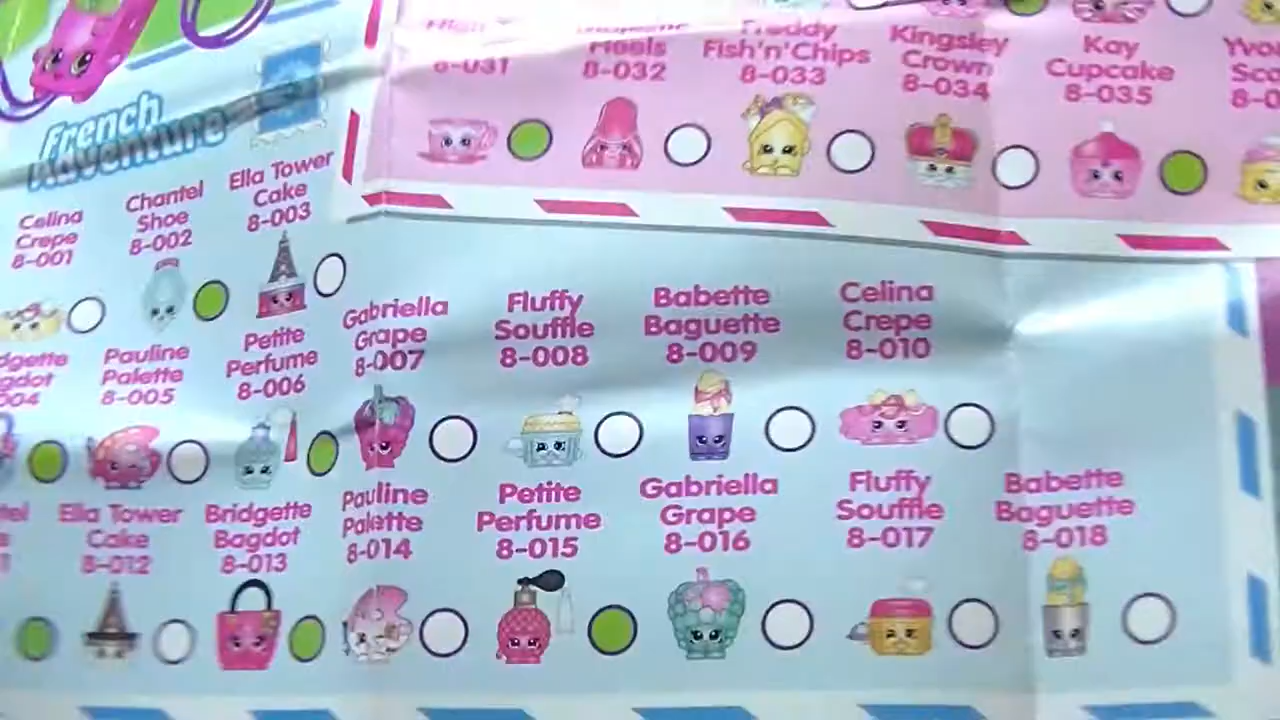 8-031
Heels
8-032
Freddy
Fish'n'Chips
8-033
Kingsley
Crown
8-034
Kay
Cupcake
8-035
French
Adventure
Celina
Crepe
8-001
Chantel
Shoe
8-002
Ella Tower
Cake
8-003
Pauline
Palette
8-005
Petite
Perfume
8-006
Gabriella
Grape
8-007
Fluffy
Souffle
8-008
Babette
Baguette
8-009
Celina
Crepe
8-010
Ella Tower
Cake
8-012
Bridgette
Bagdot
8-013
Pauline
Palette
8-014
Petite
Perfume
8-015
Gabriella
Grape
8-016
Fluffy
Souffle
8-017
Babette
Baguette
8-018